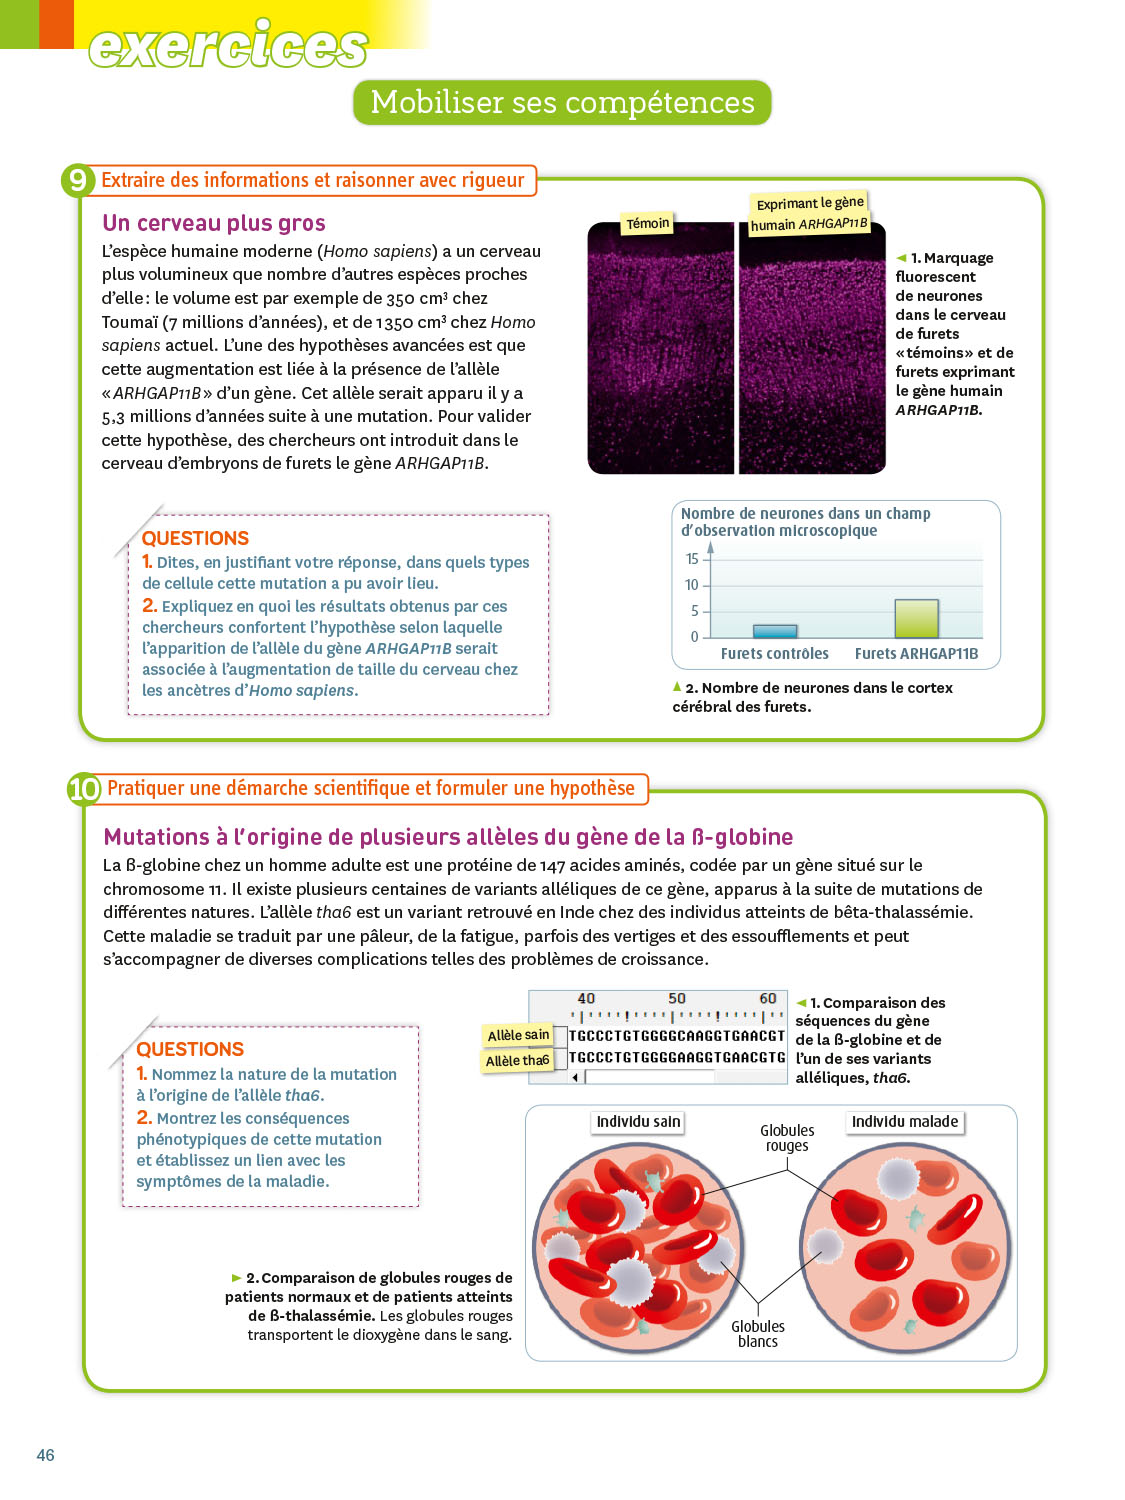 exercices
Mobiliser ses compétences
9 Extraire des informations et raisonner avec rigueur
Un cerveau plus gros
L'espèce humaine moderne (Homo sapiens) a un cerveau
plus volumineux que nombre d'autres espèces proches
d'elle : le volume est par exemple de 350 cm³ chez
Toumaï (7 millions d'années), et de 1 350 cm³ chez Homo
sapiens actuel. L'une des hypothèses avancées est que
cette augmentation est liée à la présence de l'allèle
« ARHGAP11B » d'un gène. Cet allèle serait apparu il y a
5,3 millions d'années suite à une mutation. Pour valider
cette hypothèse, des chercheurs ont introduit dans le
cerveau d'embryons de furets le gène ARHGAP11B.
Témoin
Exprimant le gène
humain ARHGAP11B
◄ 1. Marquage
fluorescent
de neurones
dans le cerveau
de furets
« témoins » et de
furets exprimant
le gène humain
ARHGAP11B.
QUESTIONS
1. Dites, en justifiant votre réponse, dans quels types
de cellule cette mutation a pu avoir lieu.
2. Expliquez en quoi les résultats obtenus par ces
chercheurs confortent l'hypothèse selon laquelle
l'apparition de l'allèle du gène ARHGAP11B serait
associée à l'augmentation de taille du cerveau chez
les ancêtres d'Homo sapiens.
Nombre de neurones dans un champ
d'observation microscopique
15
10
5
0
Furets contrôles Furets ARHGAP11B
▲ 2. Nombre de neurones dans le cortex
cérébral des furets.
10 Pratiquer une démarche scientifique et formuler une hypothèse
Mutations à l'origine de plusieurs allèles du gène de la ß-globine
La ß-globine chez un homme adulte est une protéine de 147 acides aminés, codée par un gène situé sur le
chromosome 11. Il existe plusieurs centaines de variants alléliques de ce gène, apparus à la suite de mutations de
différentes natures. L'allèle tha6 est un variant retrouvé en Inde chez des individus atteints de bêta-thalassémie.
Cette maladie se traduit par une pâleur, de la fatigue, parfois des vertiges et des essoufflements et peut
s'accompagner de diverses complications telles des problèmes de croissance.
QUESTIONS
1. Nommez la nature de la mutation
à l'origine de l'allèle tha6.
2. Montrez les conséquences
phénotypiques de cette mutation
et établissez un lien avec les
symptômes de la maladie.
40 50 60
Allèle sain TGCCCTGTGGGGCAAGGTGAACGT
Allèle tha6 TGCCCTGTGGGGAAGGTGAACGTG
◄ 1. Comparaison des
séquences du gène
de la ß-globine et de
l'un de ses variants
alléliques, tha6.
Individu sain
Globules
rouges
Individu malade
Globules
blancs
► 2. Comparaison de globules rouges de
patients normaux et de patients atteints
de ß-thalassémie. Les globules rouges
transportent le dioxygène dans le sang.
46